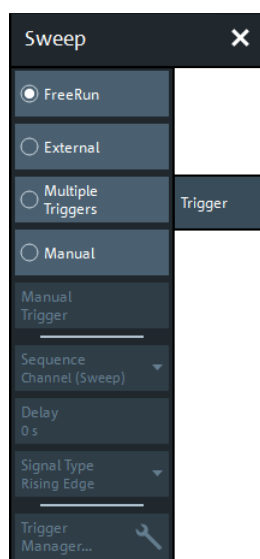 Sweep
FreeRun
External
Multiple
Triggers
Trigger
Manual
Manual
Trigger
Sequence
Channel (Sweep)
Delay
0 s
Signal Type
Rising Edge
Trigger
Manager...